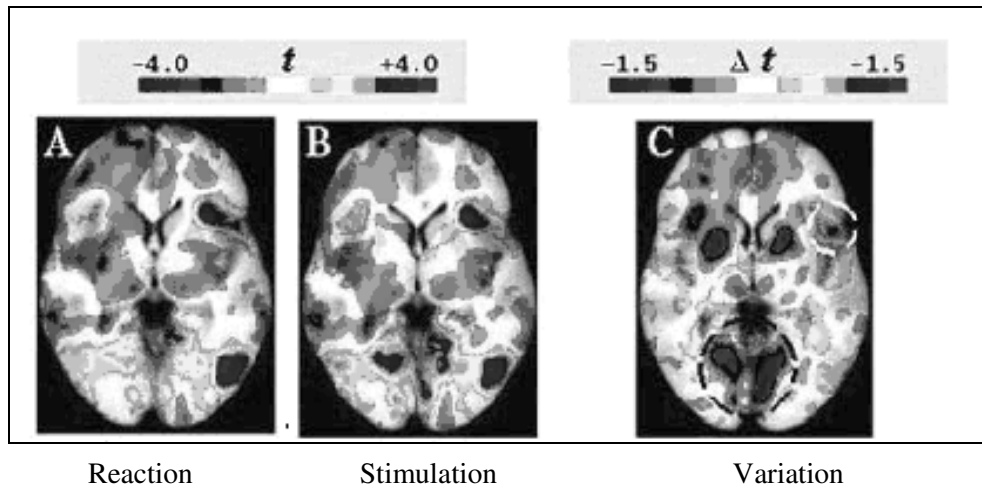 -4.0 t +4.0
-1.5 Δ t -1.5
A B C
Reaction Stimulation Variation